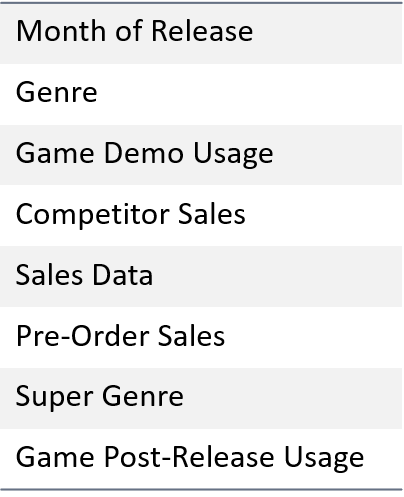 Month of Release
Genre
Game Demo Usage
Competitor Sales
Sales Data
Pre-Order Sales
Super Genre
Game Post-Release Usage